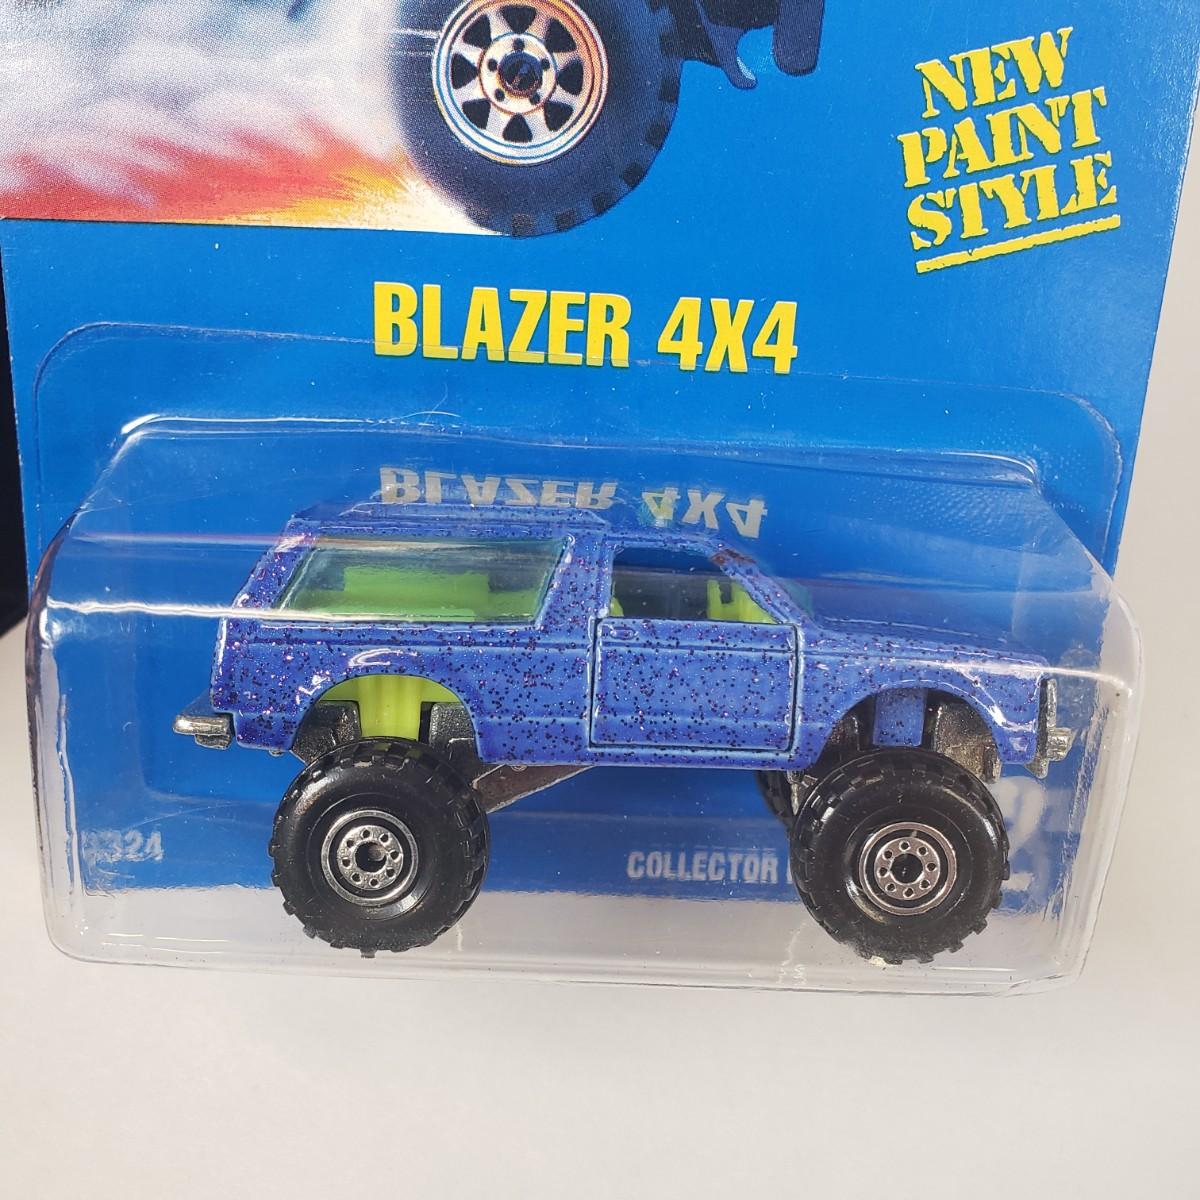 NEW
PAINT
STYLE
BLAZER 4X4
BLAZER 4X4
COLLECTOR